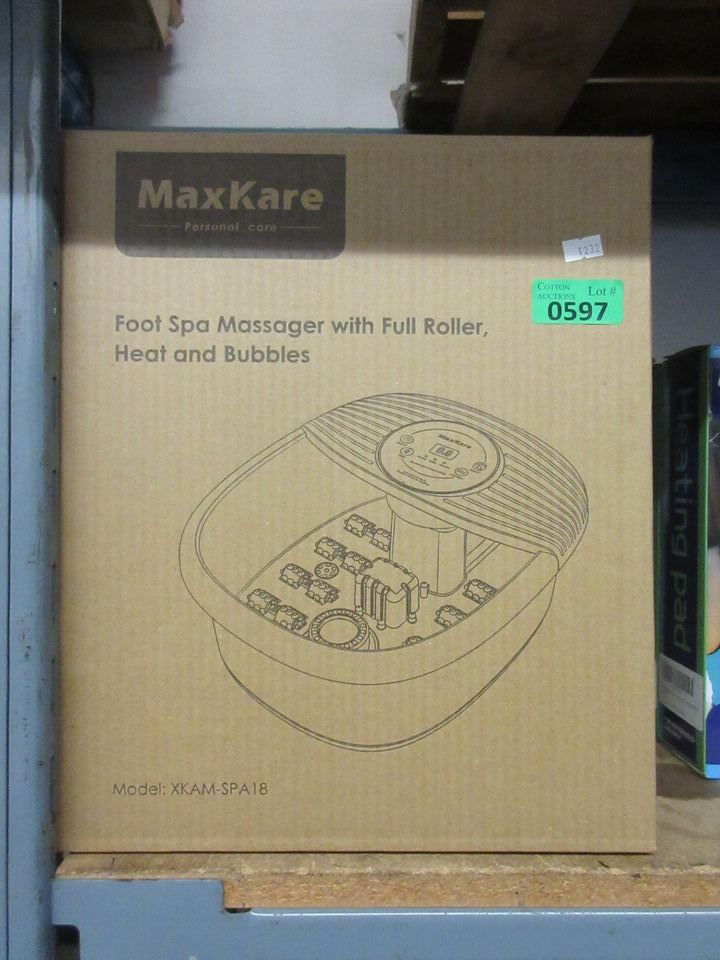 MaxKare
Personal care
1232
COTTON
AUCTIONS
Lot #
0597
Foot Spa Massager with Full Roller,
Heat and Bubbles
MaxKare
Heating pad
Model: XKAM-SPA18